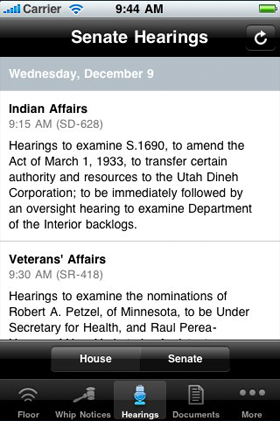 Carrier 9:44 AM
Senate Hearings
Wednesday, December 9
Indian Affairs
9:15 AM (SD-628)
Hearings to examine S.1690, to amend the
Act of March 1, 1933, to transfer certain
authority and resources to the Utah Dineh
Corporation; to be immediately followed by
an oversight hearing to examine Department
of the Interior backlogs.
Veterans' Affairs
9:30 AM (SR-418)
Hearings to examine the nominations of
Robert A. Petzel, of Minnesota, to be Under
Secretary for Health, and Raul Perea-
House Senate
Floor Whip Notices Hearings Documents More